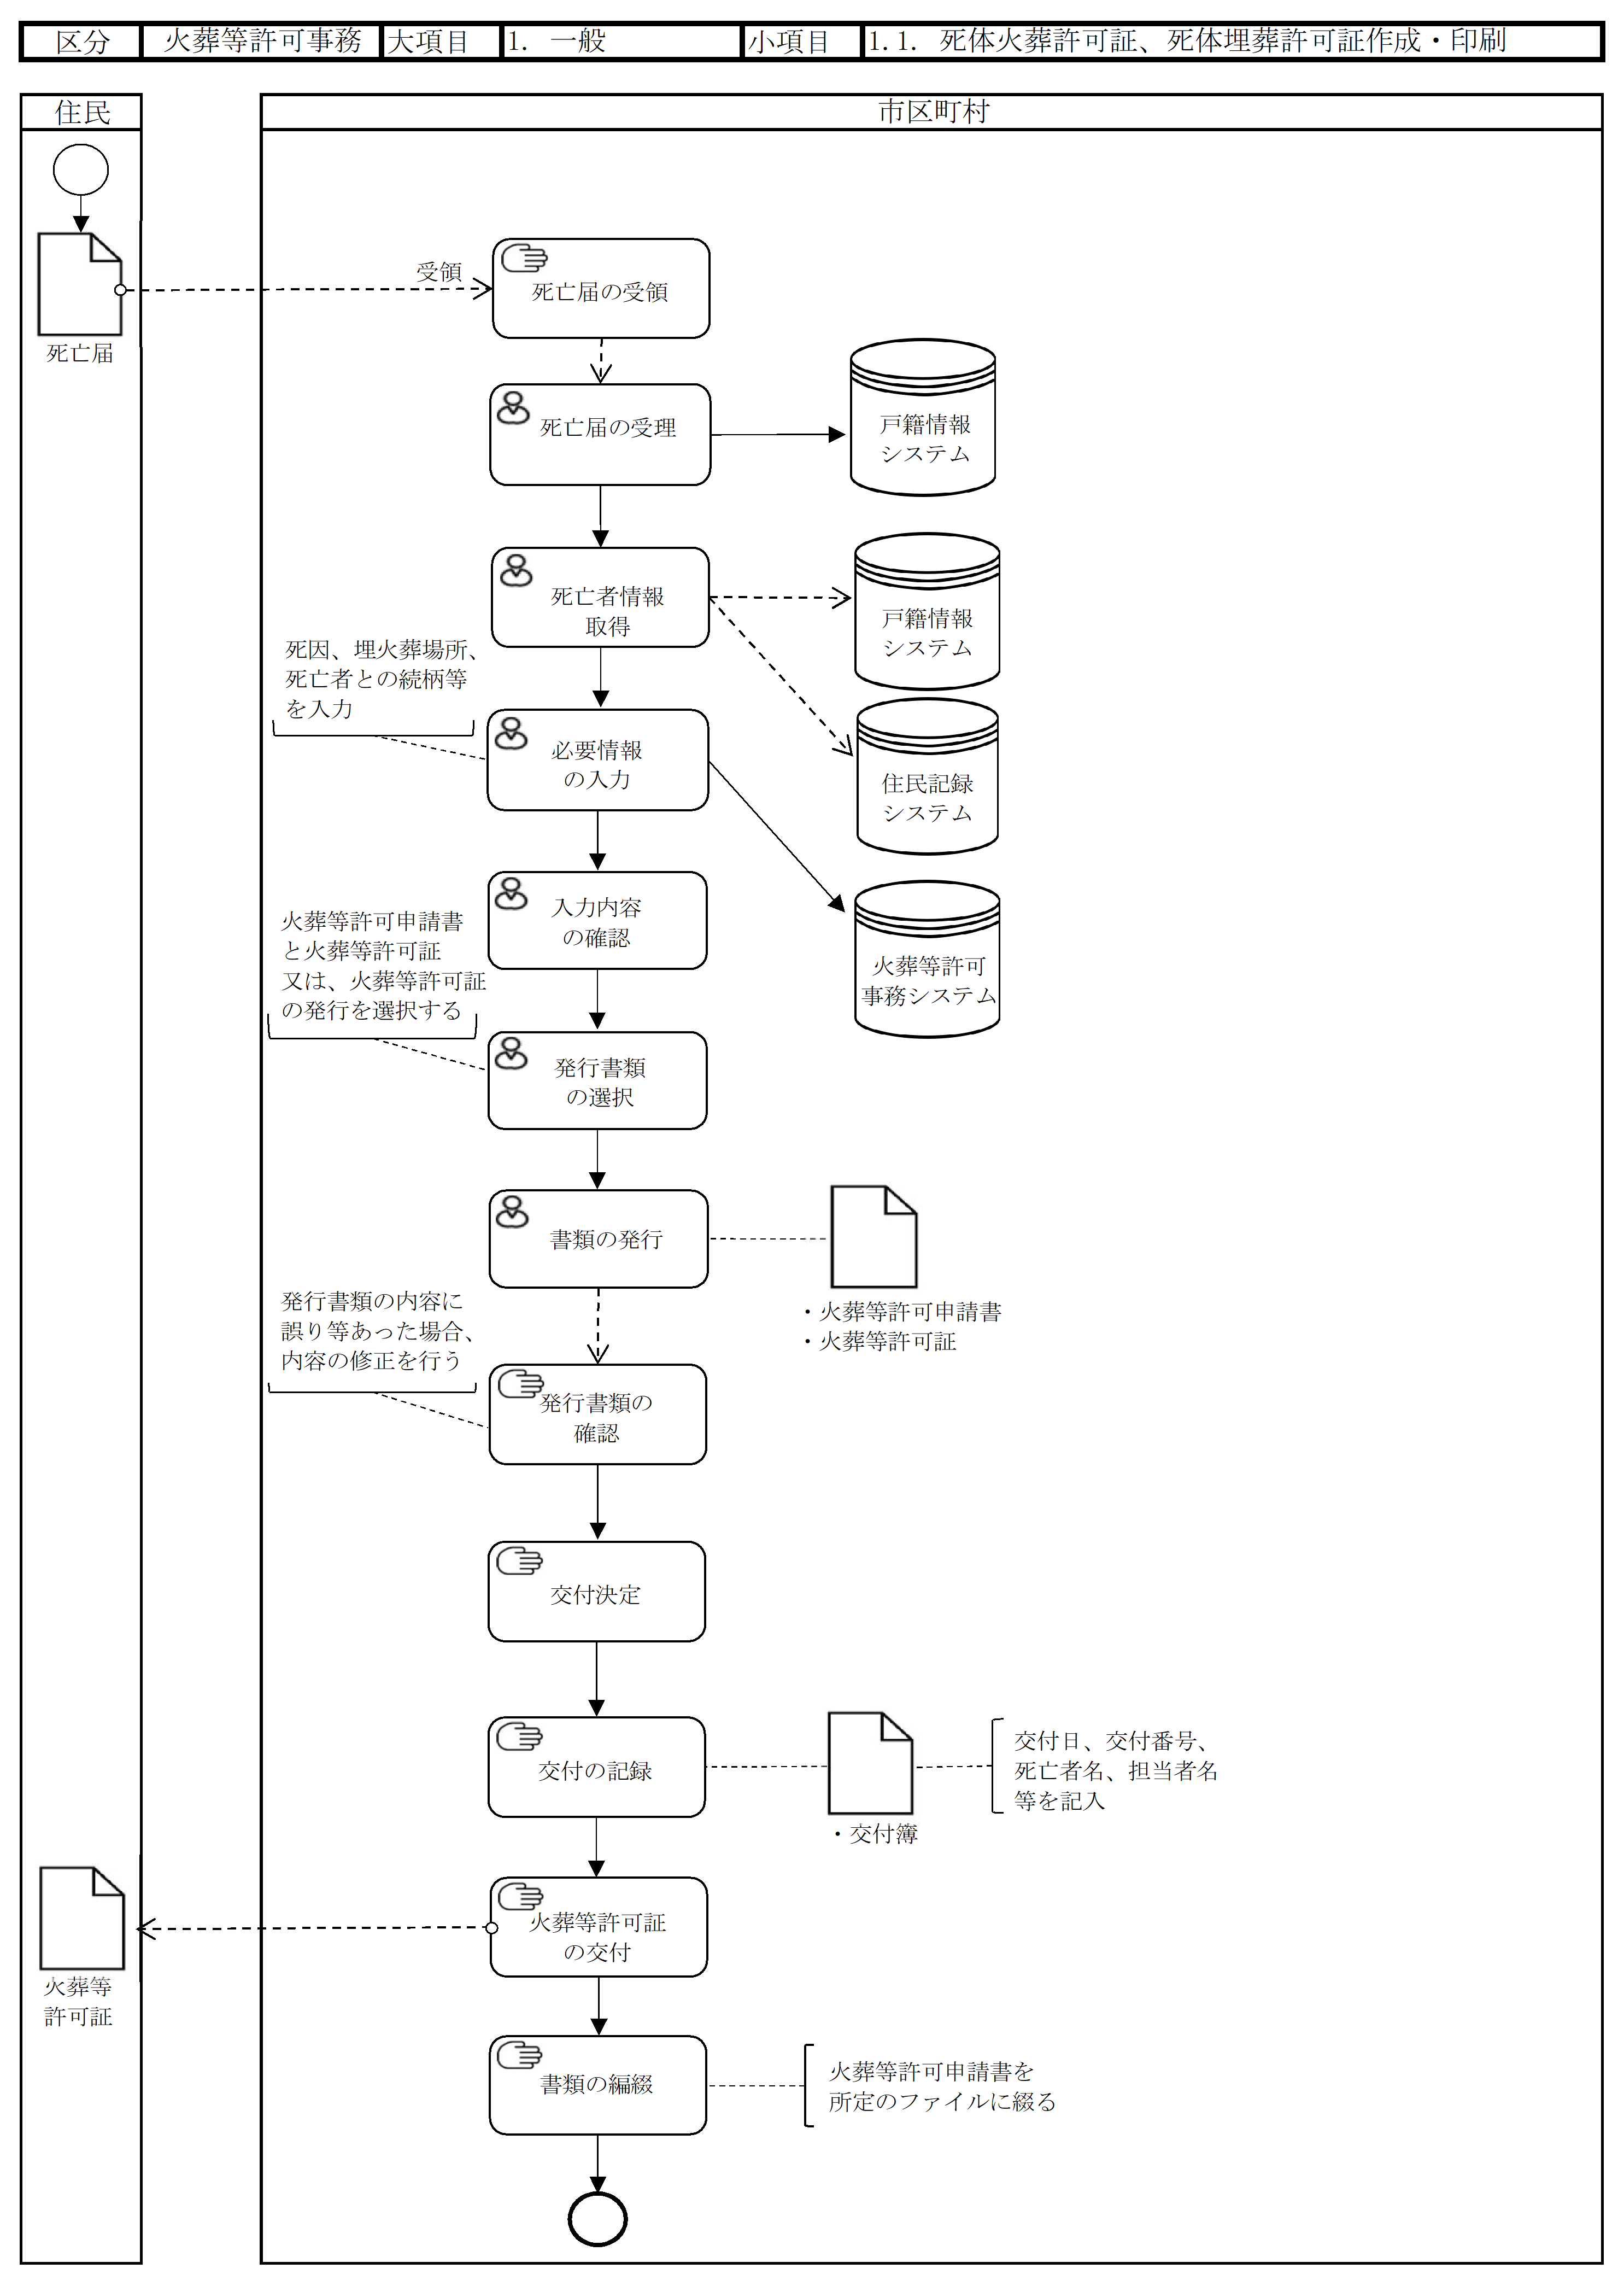 区分 火葬等許可事務 大項目 1. 一般 小項目 1.1. 死体火葬許可証、死体埋葬許可証作成・印刷
住民
市区町村
受領
死亡届の受領
死亡届
死亡届の受理
戸籍情報
システム
死亡者情報
取得
戸籍情報
システム
死因、埋火葬場所、
死亡者との続柄等
を入力
必要情報
の入力
住民記録
システム
入力内容
の確認
火葬等許可
事務システム
火葬等許可申請書
と火葬等許可証
又は、火葬等許可証
の発行を選択する
発行書類
の選択
書類の発行
・火葬等許可申請書
・火葬等許可証
発行書類の内容に
誤り等あった場合、
内容の修正を行う
発行書類の
確認
交付決定
交付の記録
・交付簿
交付日、交付番号、
死亡者名、担当者名
等を記入
火葬等許可証
の交付
火葬等
許可証
書類の編綴
火葬等許可申請書を
所定のファイルに綴る